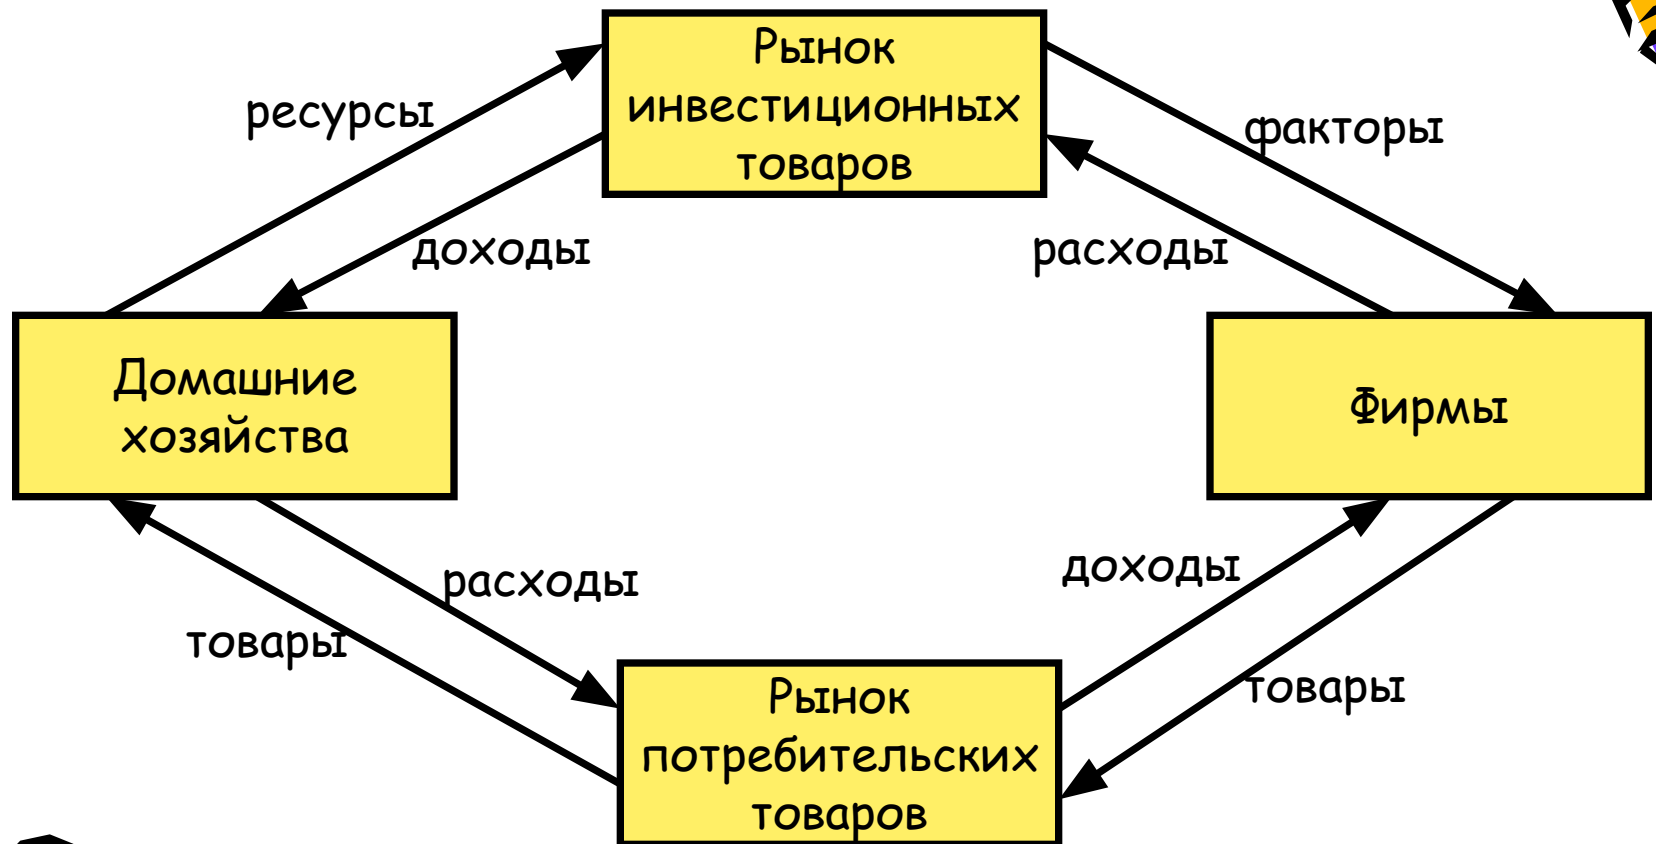 Рынок
инвестиционных
товаров
ресурсы
факторы
доходы
расходы
Домашние
хозяйства
Фирмы
расходы
доходы
товары
товары
Рынок
потребительских
товаров